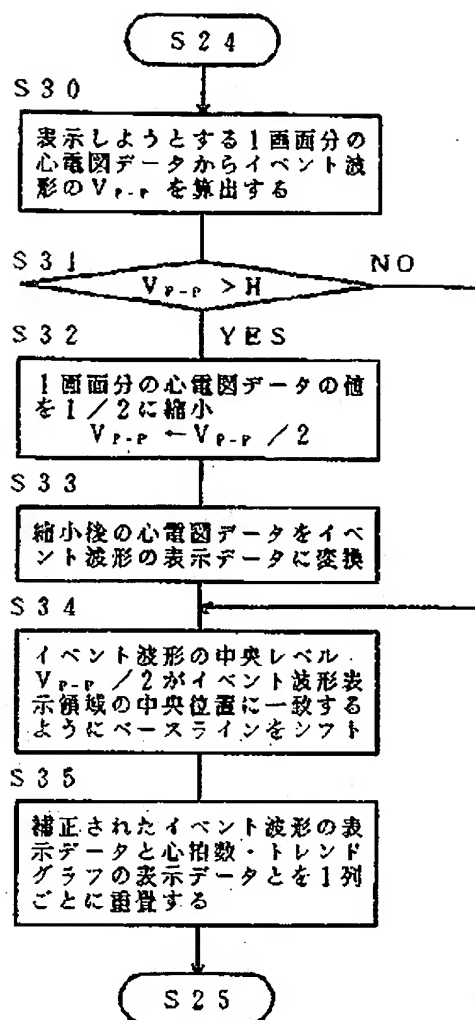 S24
S30
表示しようとする1画面分の
心電図データからイベント波
形のVP-Pを算出する
S31
NO
VP-P>H
S32
YES
1画面分の心電図データの値
を1/2に縮小
VP-P←VP-P/2
S33
縮小後の心電図データをイベ
ント波形の表示データに変換
S34
イベント波形の中央レベル
VP-P/2がイベント波形表
示領域の中央位置に一致する
ようにベースラインをシフト
S35
補正されたイベント波形の表
示データと心拍数・トレンド
グラフの表示データとを1列
ごとに重畳する
S25